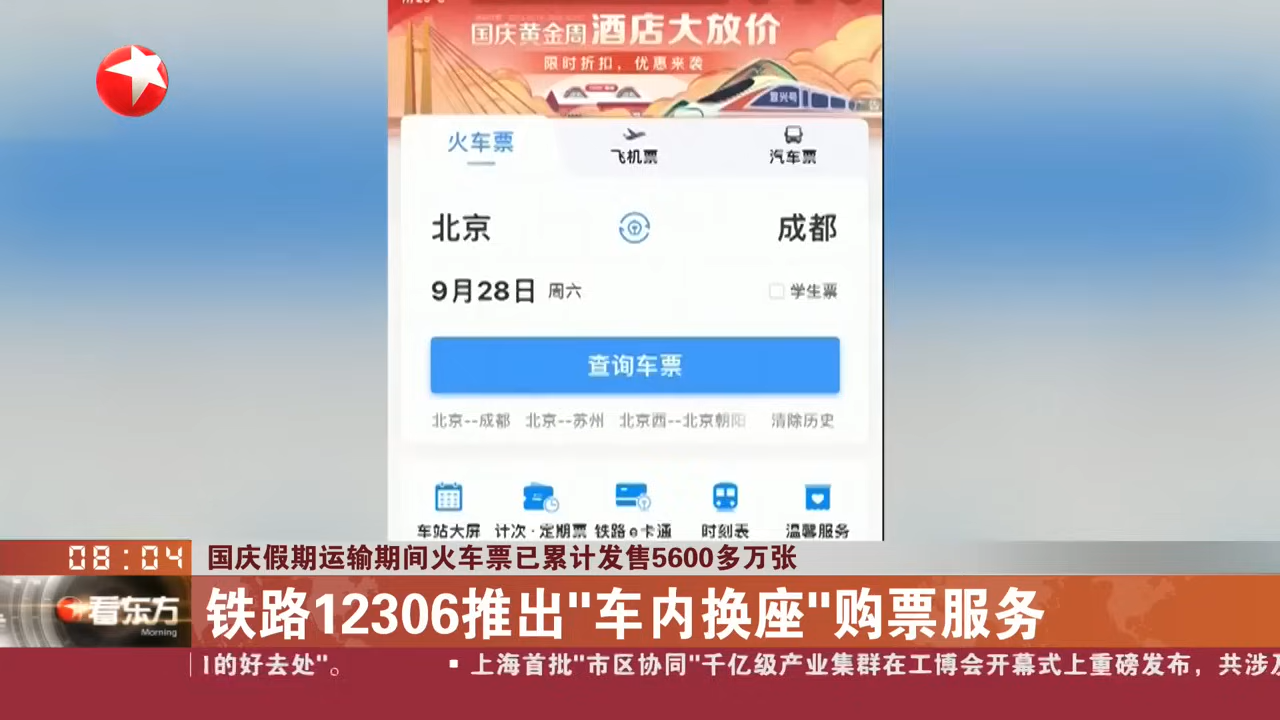 国庆黄金周酒店大放价
限时折扣，优惠来袭
复兴号
广告
火车票
飞机票
汽车票
北京
成都
9月28日 周六
学生票
查询车票
北京--成都 北京--苏州 北京西--北京朝阳 清除历史
车站大屏 计次·定期票 铁路e卡通 时刻表 温馨服务
08:04 国庆假期运输期间火车票已累计发售5600多万张
看东方
Morning
铁路12306推出"车内换座"购票服务
的好去处"。 ▪ 上海首批"市区协同"千亿级产业集群在工博会开幕式上重磅发布，共涉及